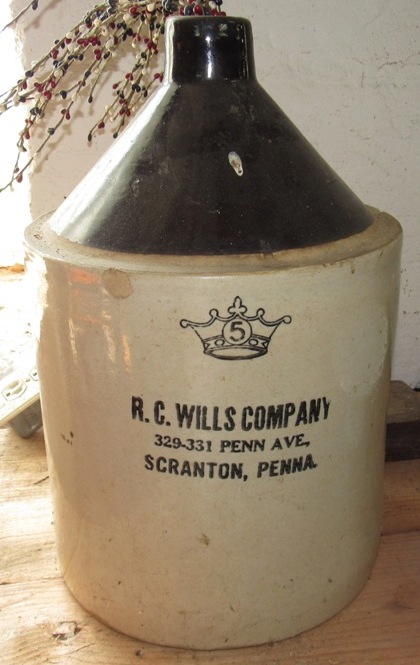 5
R. C. WILLS COMPANY
329-331 PENN AVE,
SCRANTON, PENNA.